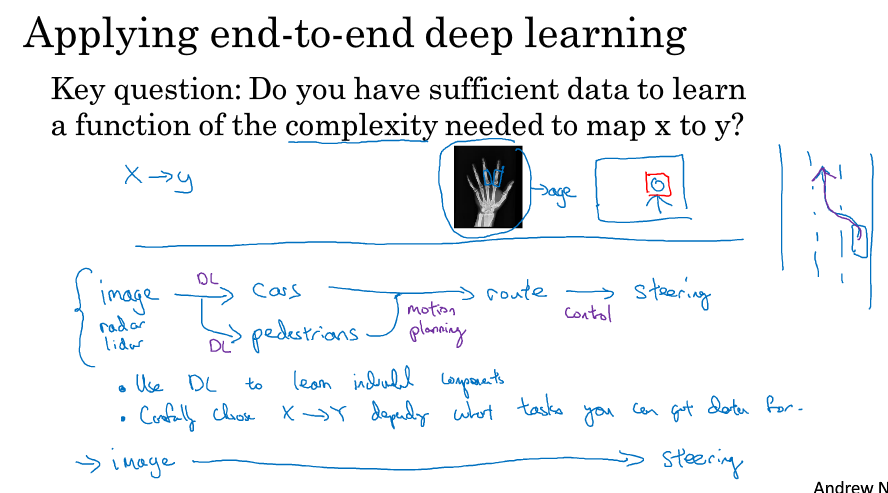 Applying end-to-end deep learning
Key question: Do you have sufficient data to learn
a function of the complexity needed to map x to y?
X → y
→ age
image DL → cars → route → steering
radar
lidar
DL → pedestrians
motion
planning
control
• Use DL to learn individual components
• Carefully choose X → Y depending what tasks you can get data for.
→ image → steering
Andrew N